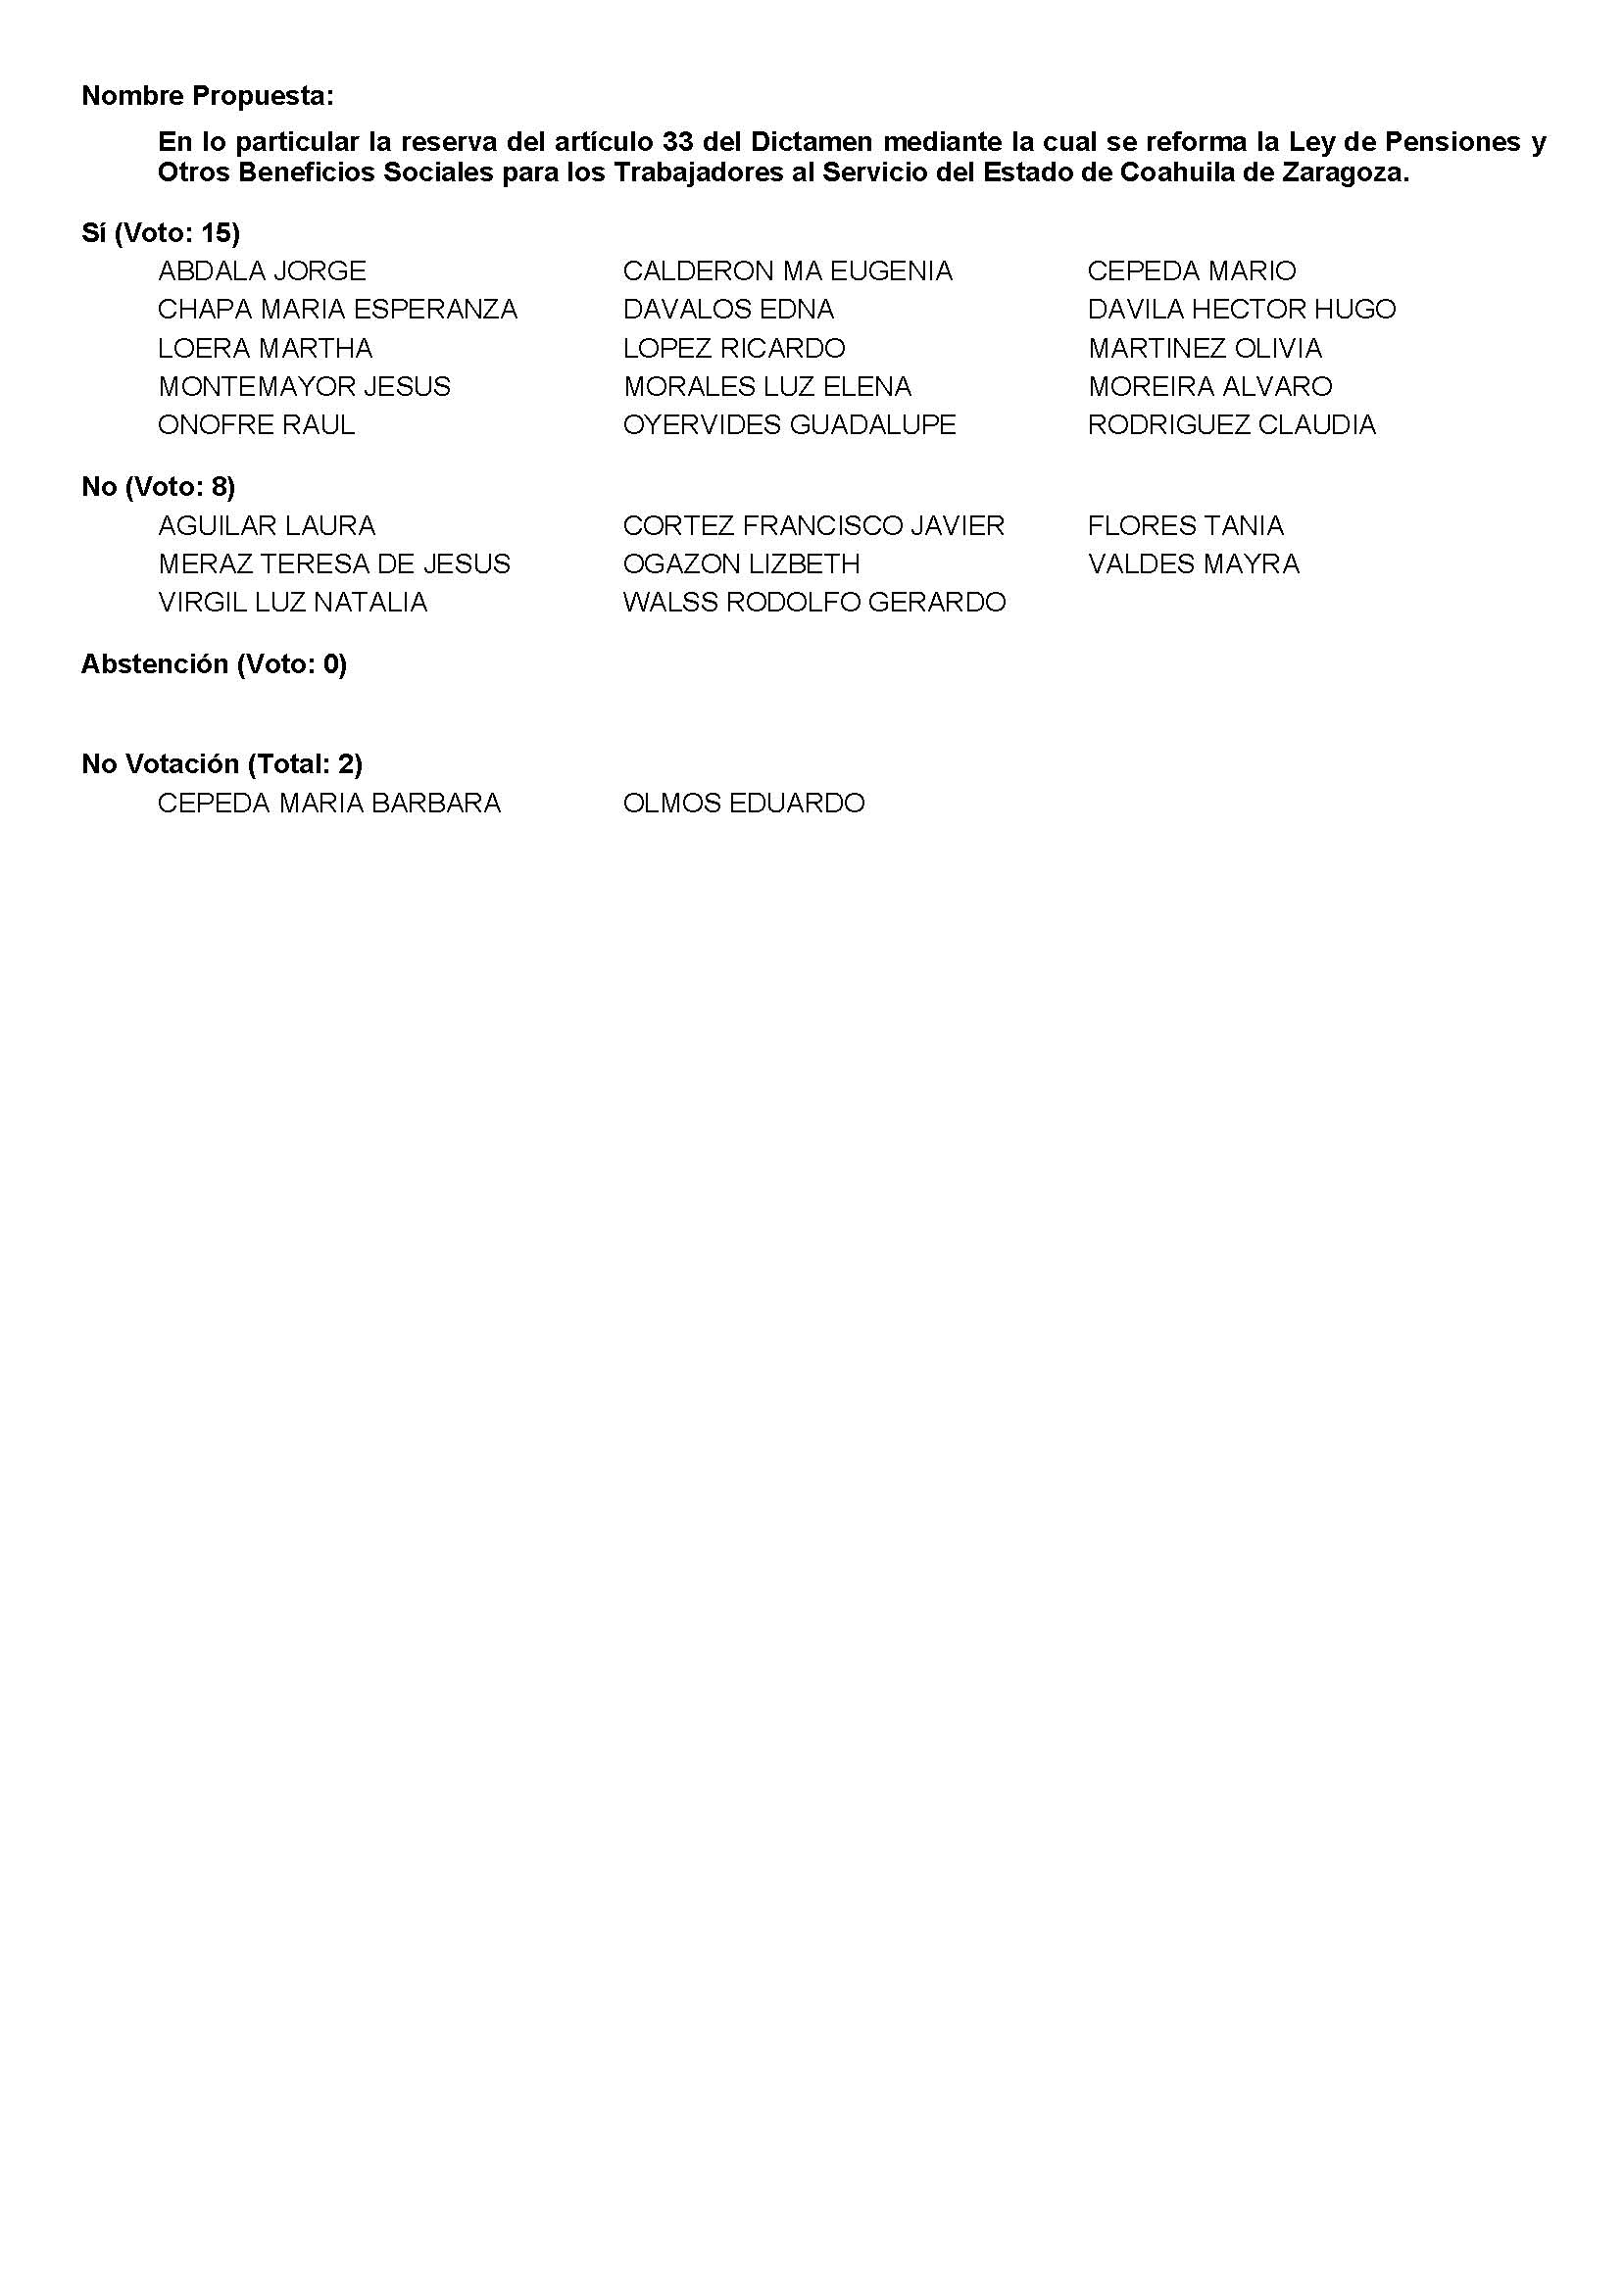 Nombre Propuesta:
En lo particular la reserva del artículo 33 del Dictamen mediante la cual se reforma la Ley de Pensiones y
Otros Beneficios Sociales para los Trabajadores al Servicio del Estado de Coahuila de Zaragoza.
Sí (Voto: 15)
ABDALA JORGE CALDERON MA EUGENIA CEPEDA MARIO
CHAPA MARIA ESPERANZA DAVALOS EDNA DAVILA HECTOR HUGO
LOERA MARTHA LOPEZ RICARDO MARTINEZ OLIVIA
MONTEMAYOR JESUS MORALES LUZ ELENA MOREIRA ALVARO
ONOFRE RAUL OYERVIDES GUADALUPE RODRIGUEZ CLAUDIA
No (Voto: 8)
AGUILAR LAURA CORTEZ FRANCISCO JAVIER FLORES TANIA
MERAZ TERESA DE JESUS OGAZON LIZBETH VALDES MAYRA
VIRGIL LUZ NATALIA WALSS RODOLFO GERARDO
Abstención (Voto: 0)
No Votación (Total: 2)
CEPEDA MARIA BARBARA OLMOS EDUARDO